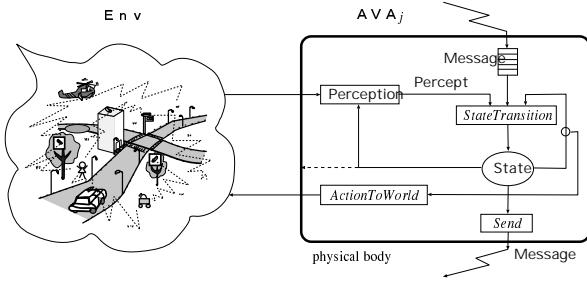 Env
AVAj
Message
Perception
Percept
StateTransition
State
ActionToWorld
Send
physical body
Message